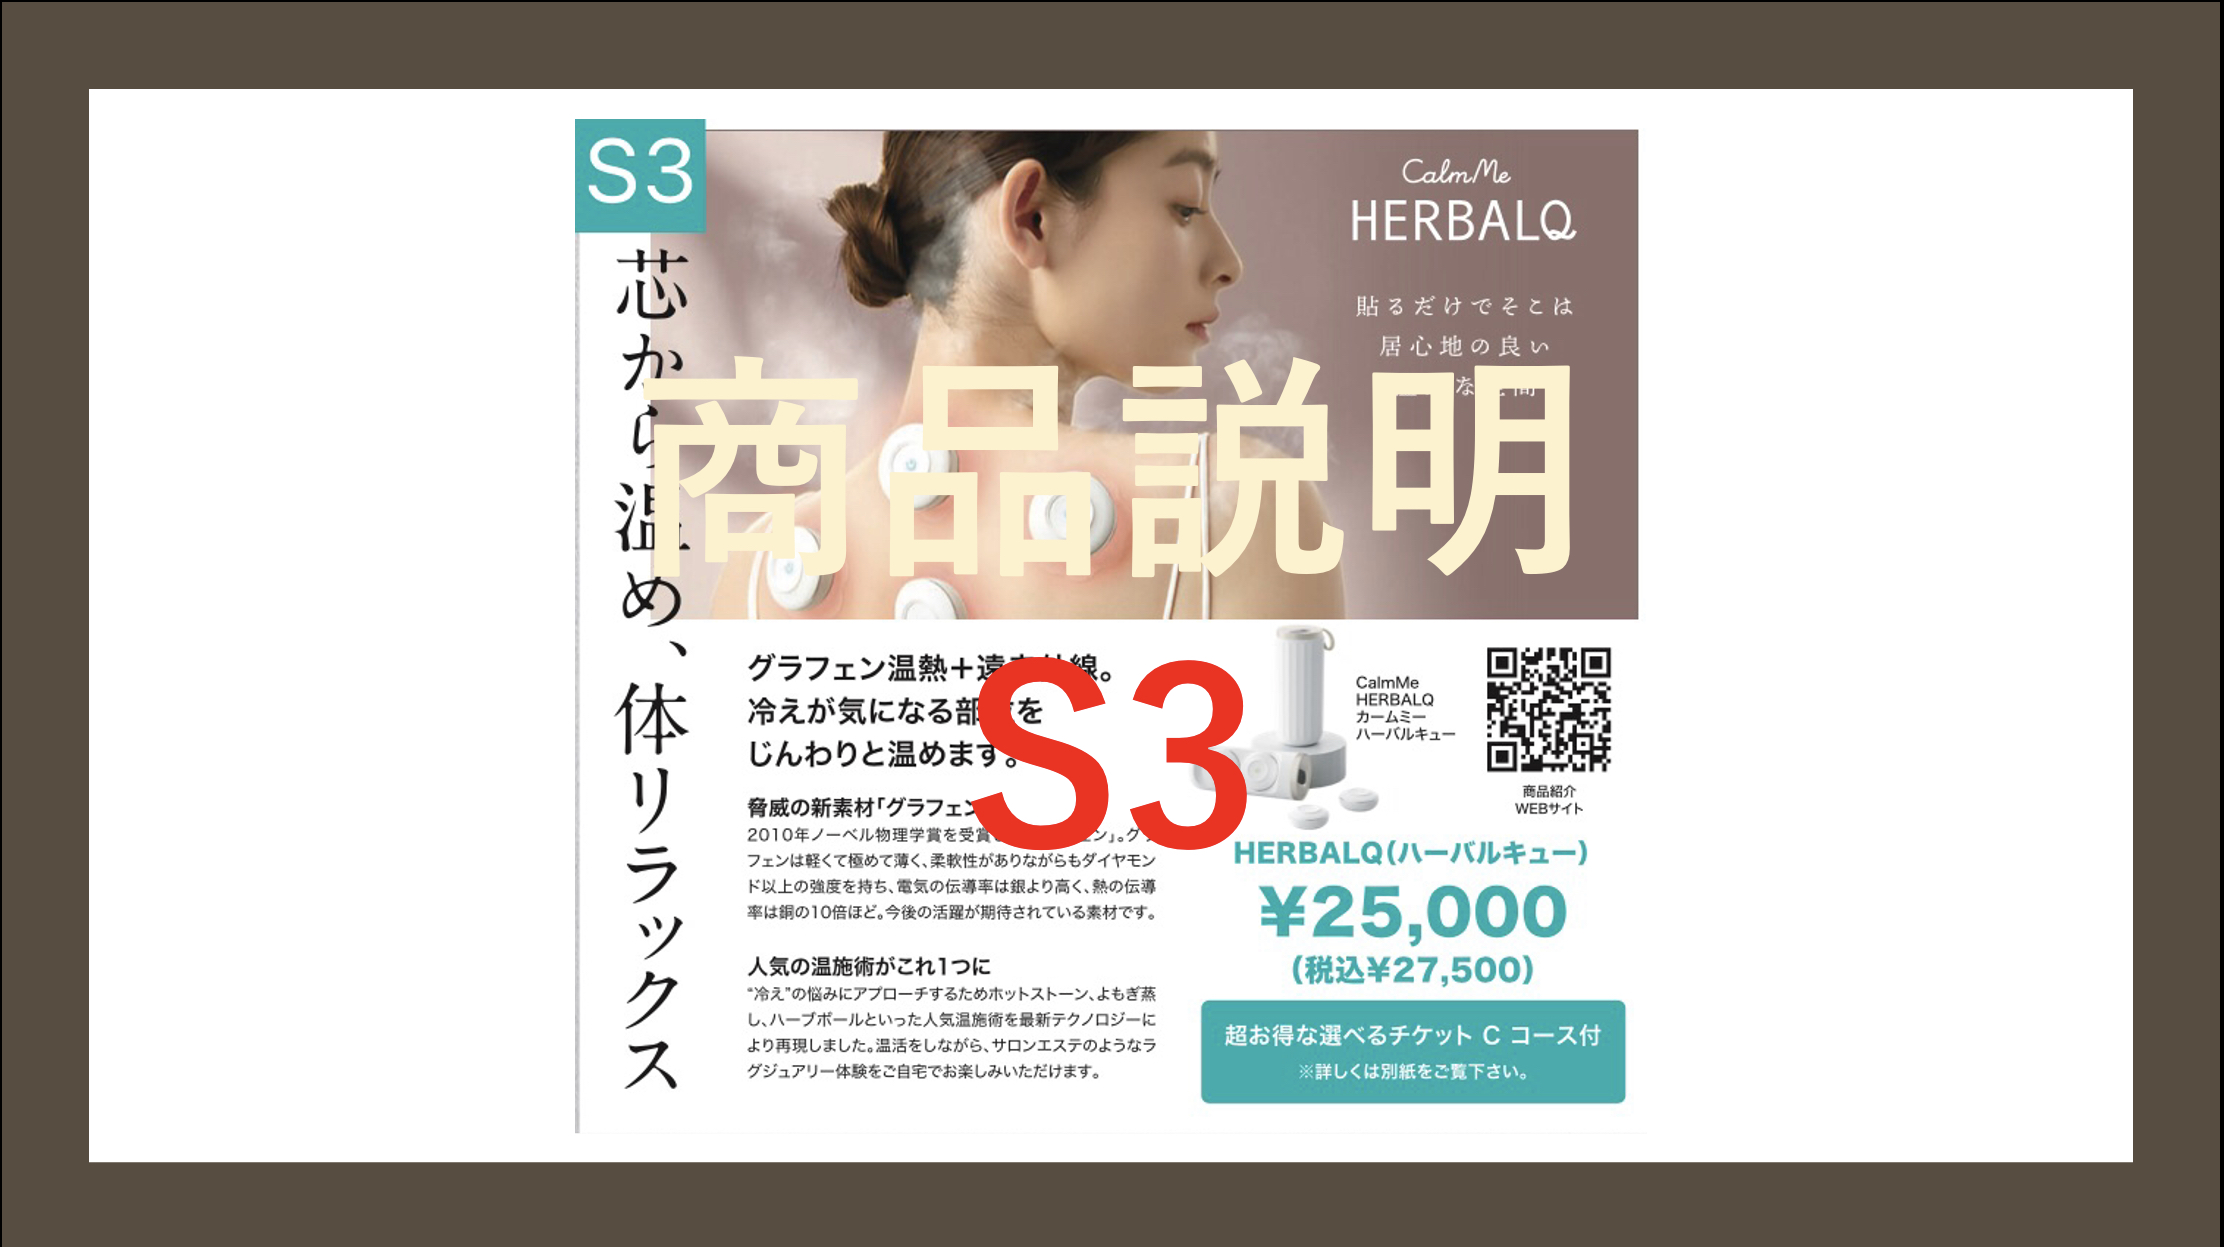 S3
芯から温め、体リラックス
CalmMe
HERBALQ
貼るだけでそこは
居心地の良い
商品説明
グラフェン温熱+遠赤外線。
冷えが気になる部分を
じんわりと温めます。
S3
脅威の新素材「グラフェン
2010年ノーベル物理学賞を受賞
フェンは軽くて極めて薄く、柔軟性がありながらもダイヤモン
ド以上の強度を持ち、電気の伝導率は銀より高く、熱の伝導
率は銅の10倍ほど。今後の活躍が期待されている素材です。
人気の温施術がこれ1つに
“冷え”の悩みにアプローチするためホットストーン、よもぎ蒸
し、ハーブボールといった人気温施術を最新テクノロジーに
より再現しました。温活をしながら、サロンエステのようなラ
グジュアリー体験をご自宅でお楽しみいただけます。
CalmMe
HERBALQ
カームミー
ハーバルキュー
商品紹介
WEBサイト
HERBALQ(ハーバルキュー)
¥25,000
(税込¥27,500)
超お得な選べるチケット C コース付
※詳しくは別紙をご覧下さい。